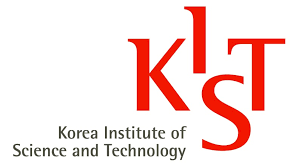 KIST
Korea Institute of
Science and Technology